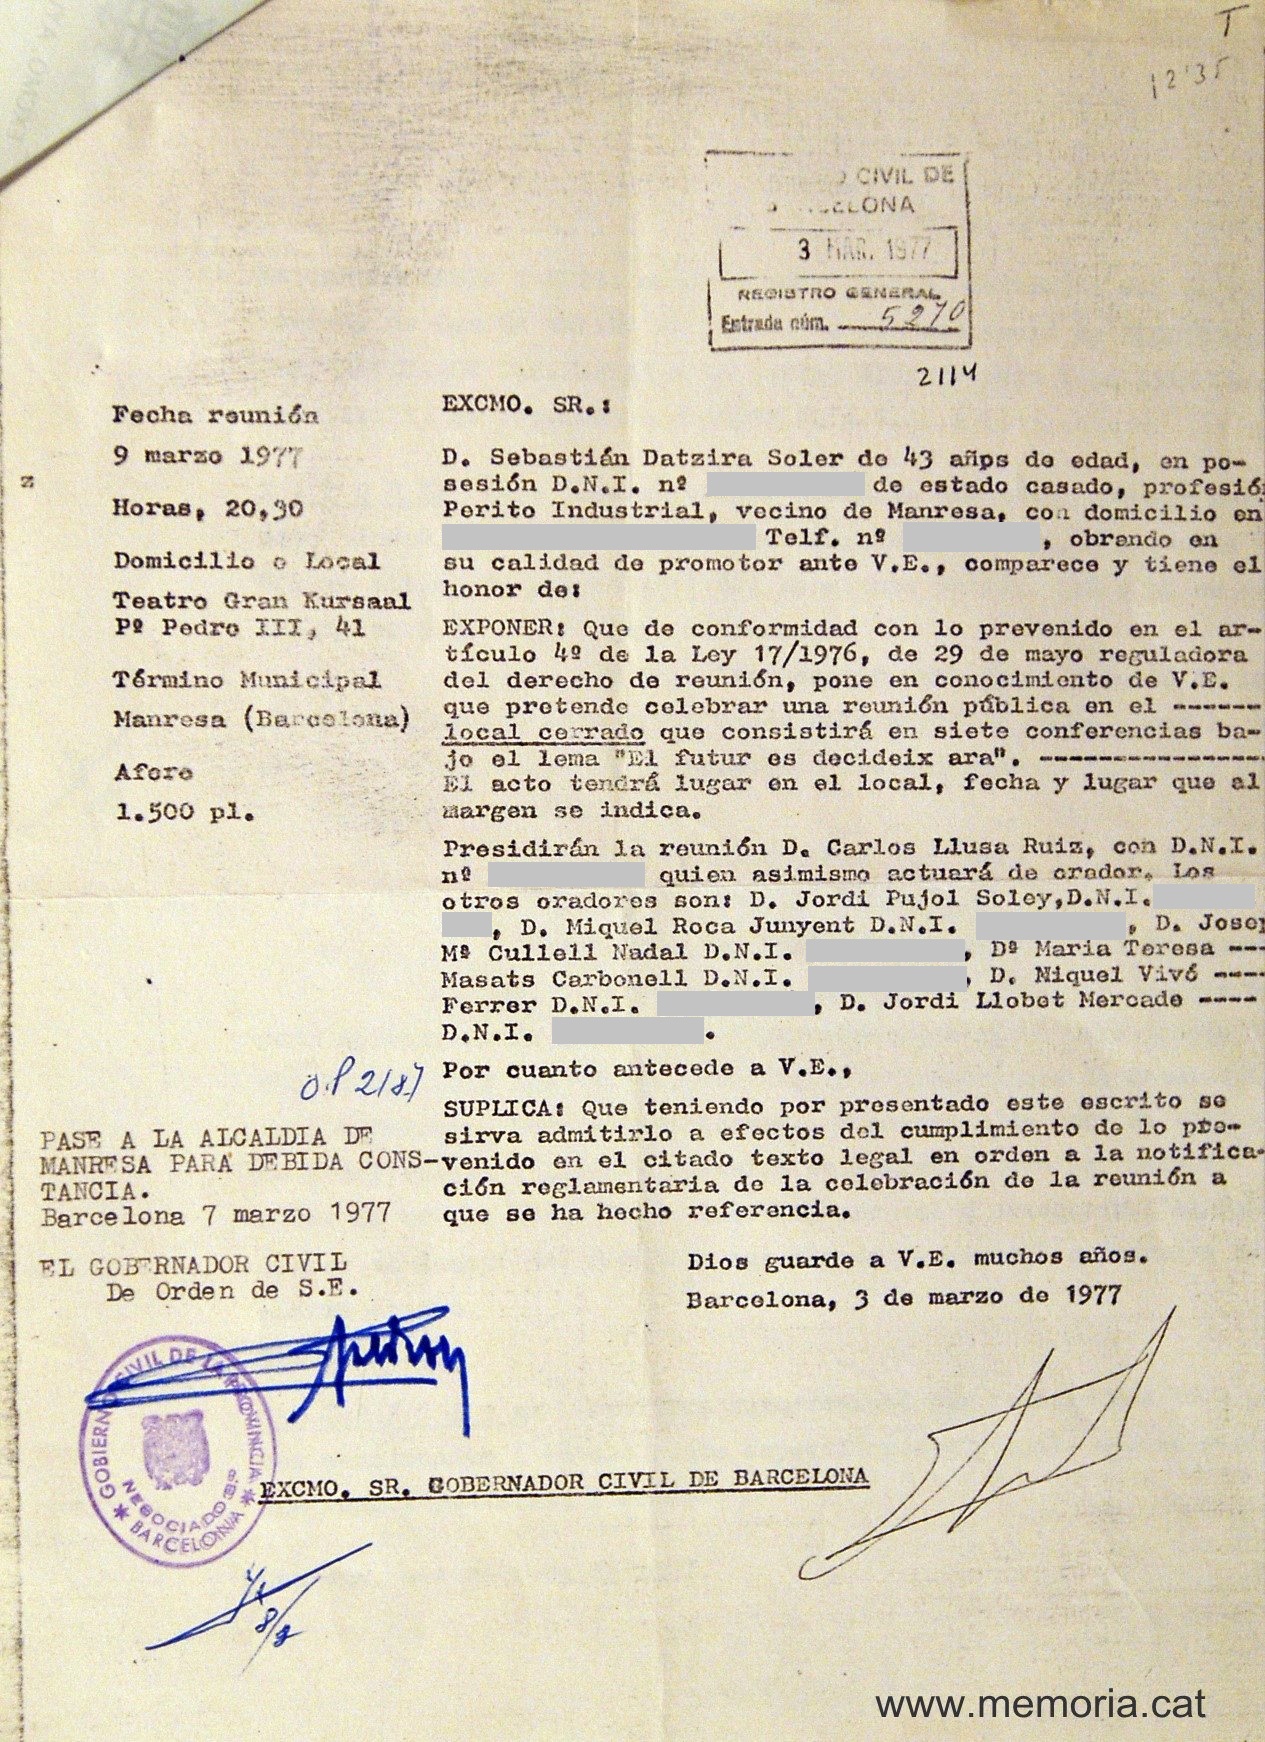 T
12'35
CIVIL DE
3 MAR. 1977
REGISTRO GENERAL
Entrada núm. 5270
2114
Fecha reunión
9 marzo 1977
Horas, 20,30
Domicilio o Local
Teatro Gran Kursaal
Pº Pedro III, 41
Término Municipal
Manresa (Barcelona)
Aforo
1.500 pl.
EXCMO. SR.:
D. Sebastián Datzira Soler de 43 añps de edad, en po-
sesión D.N.I. nº de estado casado, profesión
Perito Industrial, vecino de Manresa, con domicilio en
Telf. nº , obrando en
su calidad de promotor ante V.E., comparece y tiene el
honor de:
EXPONER: Que de conformidad con lo prevenido en el ar-
tículo 4º de la Ley 17/1976, de 29 de mayo reguladora
del derecho de reunión, pone en conocimiento de V.E.
que pretende celebrar una reunión pública en el ------
local cerrado que consistirá en siete conferencias ba-
jo el lema "El futur es decideix ara". ---------------
El acto tendrá lugar en el local, fecha y lugar que al
margen se indica.
Presidirán la reunión D. Carlos Llusa Ruiz, con D.N.I.
nº quien asimismo actuará de orador. Los
otros oradores son: D. Jordi Pujol Soley,D.N.I.
, D. Miquel Roca Junyent D.N.I. , D. Josep
Mª Cullell Nadal D.N.I. , Dª Maria Teresa ---
Masats Carbonell D.N.I. , D. Miquel Vivó ----
Ferrer D.N.I. , D. Jordi Llobet Mercade ----
D.N.I. .
Por cuanto antecede a V.E.,
SUPLICA: Que teniendo por presentado este escrito se
sirva admitirlo a efectos del cumplimiento de lo pre-
venido en el citado texto legal en orden a la notifica-
ción reglamentaria de la celebración de la reunión a
que se ha hecho referencia.
Dios guarde a V.E. muchos años.
Barcelona, 3 de marzo de 1977
PASE A LA ALCALDIA DE
MANRESA PARA DEBIDA CONS-
TANCIA.
Barcelona 7 marzo 1977
EL GOBERNADOR CIVIL
De Orden de S.E.
GOBIERNO CIVIL DE LA PROVINCIA
NEGOCIADO
BARCELONA
EXCMO. SR. GOBERNADOR CIVIL DE BARCELONA
www.memoria.cat